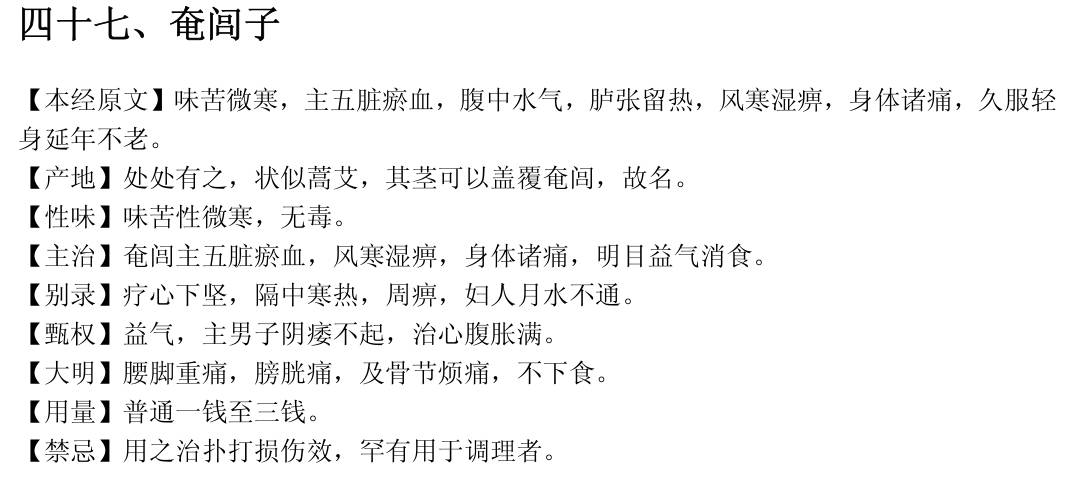 四十七、奄闾子
【本经原文】味苦微寒，主五脏瘀血，腹中水气，胪张留热，风寒湿痹，身体诸痛，久服轻
身延年不老。
【产地】处处有之，状似蒿艾，其茎可以盖覆奄闾，故名。
【性味】味苦性微寒，无毒。
【主治】奄闾主五脏瘀血，风寒湿痹，身体诸痛，明目益气消食。
【别录】疗心下坚，隔中寒热，周痹，妇人月水不通。
【甄权】益气，主男子阴痿不起，治心腹胀满。
【大明】腰脚重痛，膀胱痛，及骨节烦痛，不下食。
【用量】普通一钱至三钱。
【禁忌】用之治扑打损伤效，罕有用于调理者。